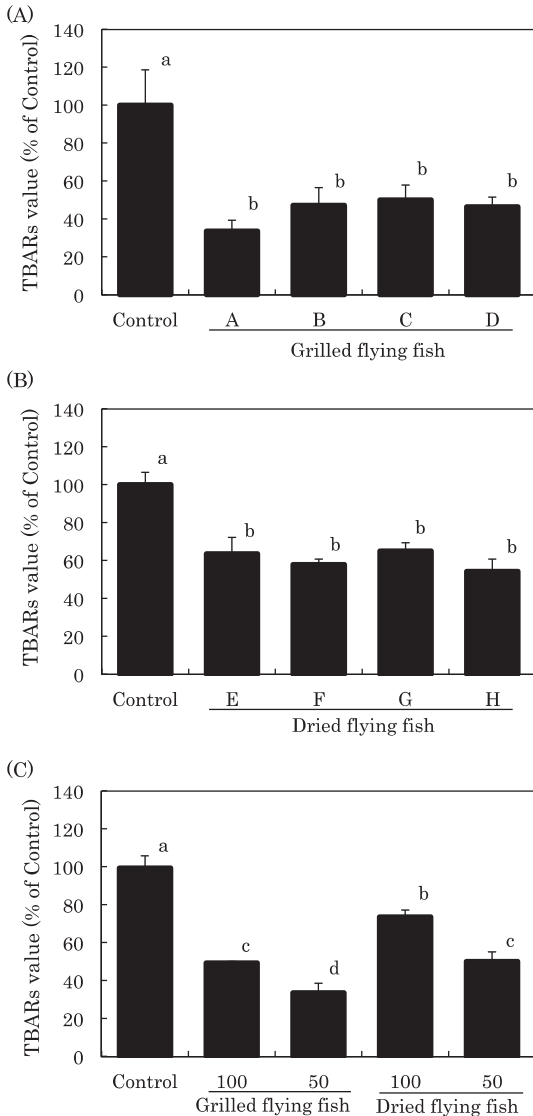 (A)
TBARs value (% of Control)
140
120
100
80
60
40
20
0
a
b
b
b
b
Control A B C D
Grilled flying fish
(B)
TBARs value (% of Control)
140
120
100
80
60
40
20
0
a
b
b
b
b
Control E F G H
Dried flying fish
(C)
TBARs value (% of Control)
140
120
100
80
60
40
20
0
a
c
d
b
c
Control 100 50 100 50
Grilled flying fish Dried flying fish